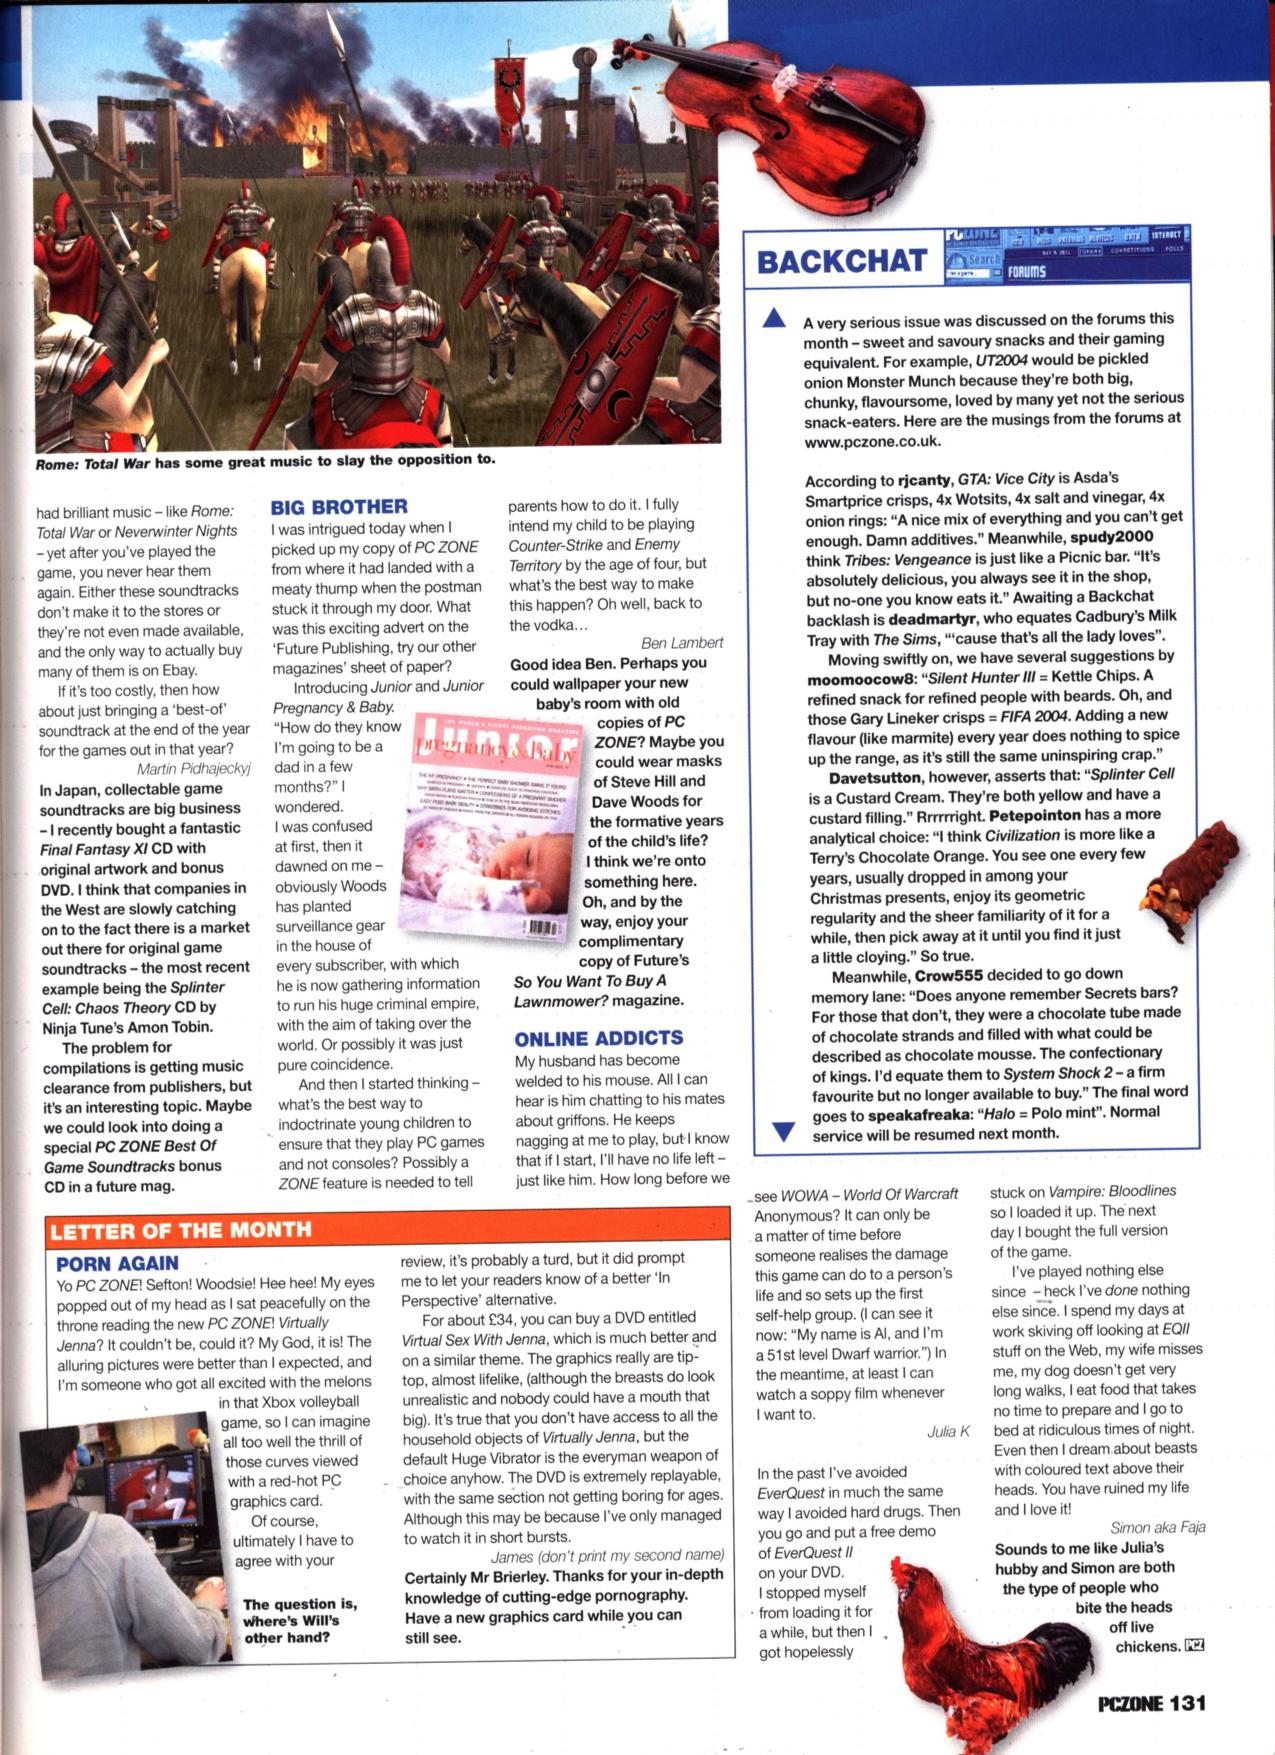 Rome: Total War has some great music to slay the opposition to.
had brilliant music – like Rome:
Total War or Neverwinter Nights
– yet after you've played the
game, you never hear them
again. Either these soundtracks
don't make it to the stores or
they're not even made available,
and the only way to actually buy
many of them is on Ebay.
If it's too costly, then how
about just bringing a 'best-of'
soundtrack at the end of the year
for the games out in that year?
Martin Pidhajeckyj
In Japan, collectable game
soundtracks are big business
– I recently bought a fantastic
Final Fantasy XI CD with
original artwork and bonus
DVD. I think that companies in
the West are slowly catching
on to the fact there is a market
out there for original game
soundtracks – the most recent
example being the Splinter
Cell: Chaos Theory CD by
Ninja Tune's Amon Tobin.
The problem for
compilations is getting music
clearance from publishers, but
it's an interesting topic. Maybe
we could look into doing a
special PC ZONE Best Of
Game Soundtracks bonus
CD in a future mag.
BIG BROTHER
I was intrigued today when I
picked up my copy of PC ZONE
from where it had landed with a
meaty thump when the postman
stuck it through my door. What
was this exciting advert on the
'Future Publishing, try our other
magazines' sheet of paper?
Introducing Junior and Junior
Pregnancy & Baby.
"How do they know
I'm going to be a
dad in a few
months?" I
wondered.
I was confused
at first, then it
dawned on me –
obviously Woods
has planted
surveillance gear
in the house of
every subscriber, with which
he is now gathering information
to run his huge criminal empire,
with the aim of taking over the
world. Or possibly it was just
pure coincidence.
And then I started thinking –
what's the best way to
indoctrinate young children to
ensure that they play PC games
and not consoles? Possibly a
ZONE feature is needed to tell
parents how to do it. I fully
intend my child to be playing
Counter-Strike and Enemy
Territory by the age of four, but
what's the best way to make
this happen? Oh well, back to
the vodka...
Ben Lambert
Good idea Ben. Perhaps you
could wallpaper your new
baby's room with old
copies of PC
ZONE? Maybe you
could wear masks
of Steve Hill and
Dave Woods for
the formative years
of the child's life?
I think we're onto
something here.
Oh, and by the
way, enjoy your
complimentary
copy of Future's
So You Want To Buy A
Lawnmower? magazine.
THE WORLD'S FINEST PARENTING MAGAZINE
Junior
pregnancy&Baby
ONLINE ADDICTS
My husband has become
welded to his mouse. All I can
hear is him chatting to his mates
about griffons. He keeps
nagging at me to play, but I know
that if I start, I'll have no life left –
just like him. How long before we
see WOWA – World Of Warcraft
Anonymous? It can only be
a matter of time before
someone realises the damage
this game can do to a person's
life and so sets up the first
self-help group. (I can see it
now: "My name is Al, and I'm
a 51st level Dwarf warrior.") In
the meantime, at least I can
watch a soppy film whenever
I want to.
Julia K
In the past I've avoided
EverQuest in much the same
way I avoided hard drugs. Then
you go and put a free demo
of EverQuest II
on your DVD.
I stopped myself
from loading it for
a while, but then I
got hopelessly
stuck on Vampire: Bloodlines
so I loaded it up. The next
day I bought the full version
of the game.
I've played nothing else
since – heck I've done nothing
else since. I spend my days at
work skiving off looking at EQII
stuff on the Web, my wife misses
me, my dog doesn't get very
long walks, I eat food that takes
no time to prepare and I go to
bed at ridiculous times of night.
Even then I dream about beasts
with coloured text above their
heads. You have ruined my life
and I love it!
Simon aka Faja
Sounds to me like Julia's
hubby and Simon are both
the type of people who
bite the heads
off live
chickens. PCZ
BACKCHAT
PCZONE
PREVIEWS
DATA
INTERACT
FORUMS
COMPETITIONS
POLLS
Search
FORUMS
A very serious issue was discussed on the forums this
month – sweet and savoury snacks and their gaming
equivalent. For example, UT2004 would be pickled
onion Monster Munch because they're both big,
chunky, flavoursome, loved by many yet not the serious
snack-eaters. Here are the musings from the forums at
www.pczone.co.uk.
According to rjcanty, GTA: Vice City is Asda's
Smartprice crisps, 4x Wotsits, 4x salt and vinegar, 4x
onion rings: "A nice mix of everything and you can't get
enough. Damn additives." Meanwhile, spudy2000
think Tribes: Vengeance is just like a Picnic bar. "It's
absolutely delicious, you always see it in the shop,
but no-one you know eats it." Awaiting a Backchat
backlash is deadmartyr, who equates Cadbury's Milk
Tray with The Sims, "'cause that's all the lady loves".
Moving swiftly on, we have several suggestions by
moomoocow8: "Silent Hunter III = Kettle Chips. A
refined snack for refined people with beards. Oh, and
those Gary Lineker crisps = FIFA 2004. Adding a new
flavour (like marmite) every year does nothing to spice
up the range, as it's still the same uninspiring crap."
Davetsutton, however, asserts that: "Splinter Cell
is a Custard Cream. They're both yellow and have a
custard filling." Rrrrrright. Petepointon has a more
analytical choice: "I think Civilization is more like a
Terry's Chocolate Orange. You see one every few
years, usually dropped in among your
Christmas presents, enjoy its geometric
regularity and the sheer familiarity of it for a
while, then pick away at it until you find it just
a little cloying." So true.
Meanwhile, Crow555 decided to go down
memory lane: "Does anyone remember Secrets bars?
For those that don't, they were a chocolate tube made
of chocolate strands and filled with what could be
described as chocolate mousse. The confectionary
of kings. I'd equate them to System Shock 2 – a firm
favourite but no longer available to buy." The final word
goes to speakafreaka: "Halo = Polo mint". Normal
service will be resumed next month.
LETTER OF THE MONTH
PORN AGAIN
Yo PC ZONE! Sefton! Woodsie! Hee hee! My eyes
popped out of my head as I sat peacefully on the
throne reading the new PC ZONE! Virtually
Jenna? It couldn't be, could it? My God, it is! The
alluring pictures were better than I expected, and
I'm someone who got all excited with the melons
in that Xbox volleyball
game, so I can imagine
all too well the thrill of
those curves viewed
with a red-hot PC
graphics card.
Of course,
ultimately I have to
agree with your
The question is,
where's Will's
other hand?
review, it's probably a turd, but it did prompt
me to let your readers know of a better 'In
Perspective' alternative.
For about £34, you can buy a DVD entitled
Virtual Sex With Jenna, which is much better and
on a similar theme. The graphics really are tip-
top, almost lifelike, (although the breasts do look
unrealistic and nobody could have a mouth that
big). It's true that you don't have access to all the
household objects of Virtually Jenna, but the
default Huge Vibrator is the everyman weapon of
choice anyhow. The DVD is extremely replayable,
with the same section not getting boring for ages.
Although this may be because I've only managed
to watch it in short bursts.
James (don't print my second name)
Certainly Mr Brierley. Thanks for your in-depth
knowledge of cutting-edge pornography.
Have a new graphics card while you can
still see.
PCZONE 131